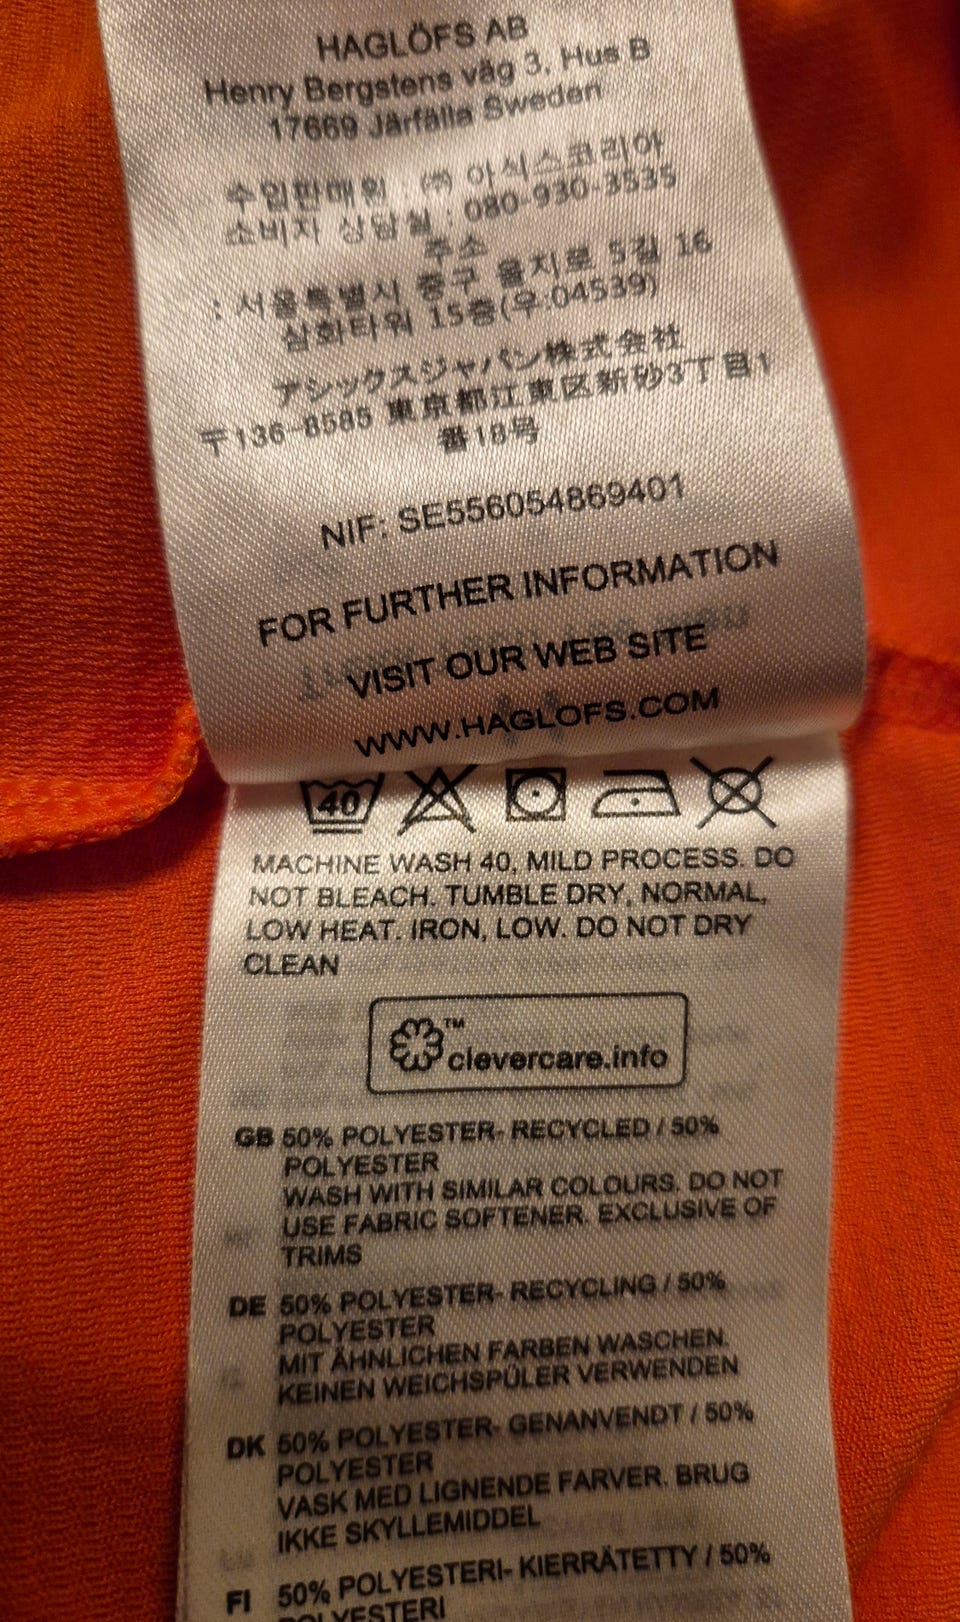 HAGLÖFS AB
Henry Bergstens väg 3, Hus B
17669 Järfälla Sweden
수입판매원 : ㈜ 아식스코리아
소비자 상담실 : 080-930-3535
주소
: 서울특별시 중구 을지로 5길 16
삼화타워 15층(우:04539)
アシックスジャパン株式会社
〒136-8585 東京都江東区新砂3丁目1
番18号
NIF: SE556054869401
FOR FURTHER INFORMATION
VISIT OUR WEB SITE
WWW.HAGLOFS.COM
40
MACHINE WASH 40, MILD PROCESS. DO
NOT BLEACH. TUMBLE DRY, NORMAL,
LOW HEAT. IRON, LOW. DO NOT DRY
CLEAN
™
clevercare.info
GB 50% POLYESTER- RECYCLED / 50%
POLYESTER
WASH WITH SIMILAR COLOURS. DO NOT
USE FABRIC SOFTENER. EXCLUSIVE OF
TRIMS
DE 50% POLYESTER- RECYCLING / 50%
POLYESTER
MIT ÄHNLICHEN FARBEN WASCHEN.
KEINEN WEICHSPÜLER VERWENDEN
DK 50% POLYESTER- GENANVENDT / 50%
POLYESTER
VASK MED LIGNENDE FARVER. BRUG
IKKE SKYLLEMIDDEL
FI 50% POLYESTERI- KIERRÄTETTY / 50%
POLYESTERI